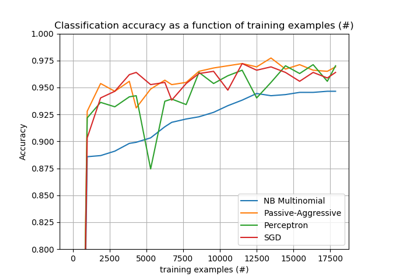 Classification accuracy as a function of training examples (#)
1.000
0.975
0.950
0.925
0.900
0.875
0.850
0.825
0.800
Accuracy
NB Multinomial
Passive-Aggressive
Perceptron
SGD
0 2500 5000 7500 10000 12500 15000 17500
training examples (#)